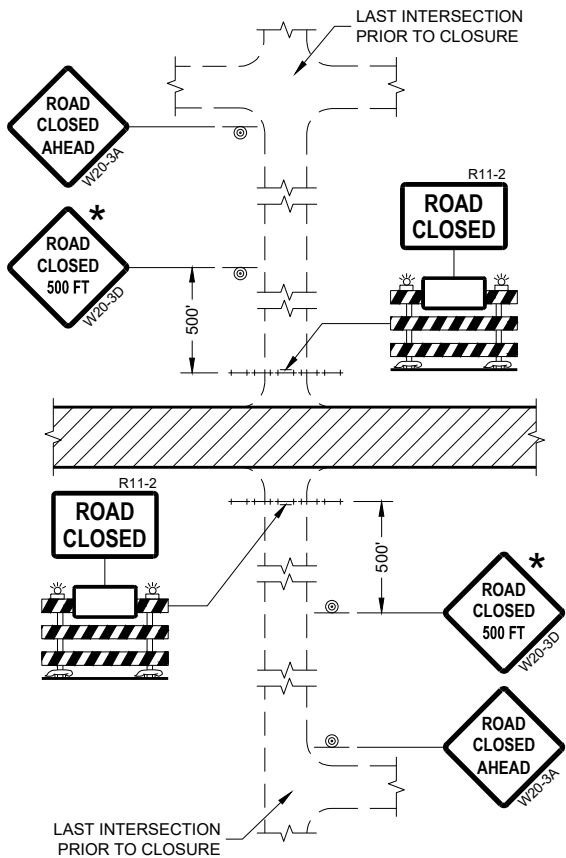 LAST INTERSECTION
PRIOR TO CLOSURE
ROAD
CLOSED
AHEAD
W20-3A
R11-2
ROAD
CLOSED
*
ROAD
CLOSED
500 FT
W20-3D
500'
R11-2
ROAD
CLOSED
500'
*
ROAD
CLOSED
500 FT
W20-3D
ROAD
CLOSED
AHEAD
W20-3A
LAST INTERSECTION
PRIOR TO CLOSURE